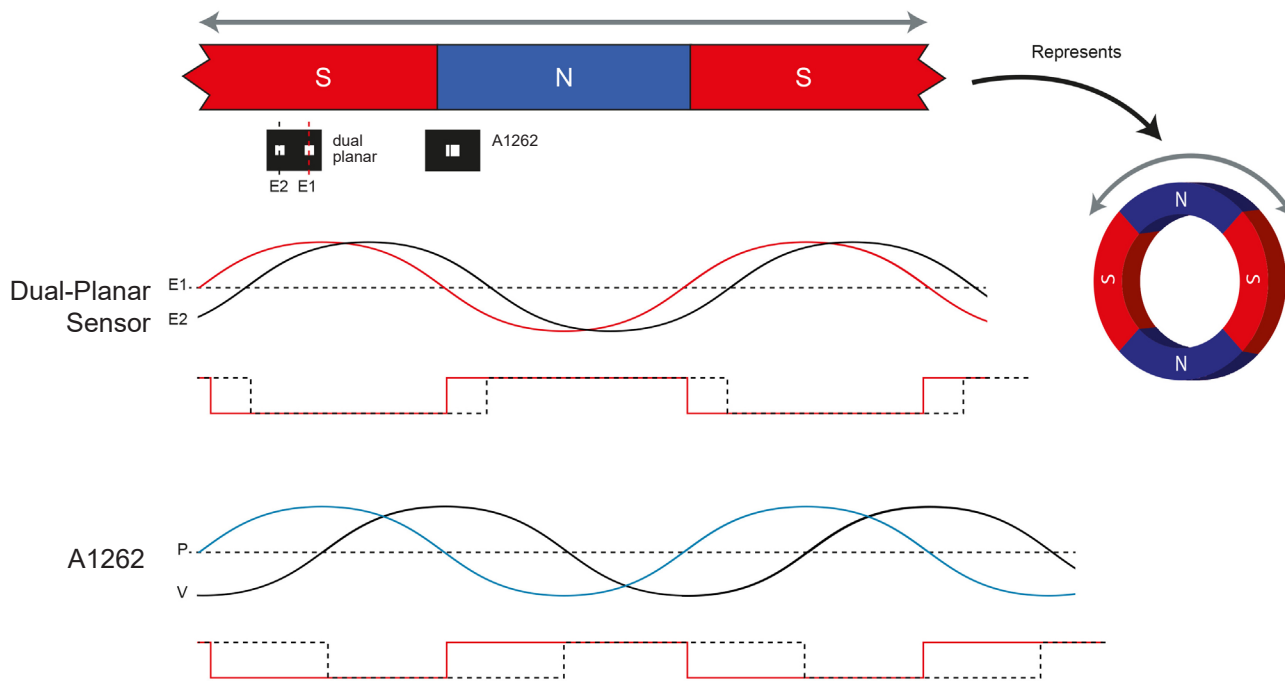 Represents
S N S
dual
planar
A1262
E2 E1
N
S
S
N
Dual-Planar
Sensor
E1
E2
A1262
P
V